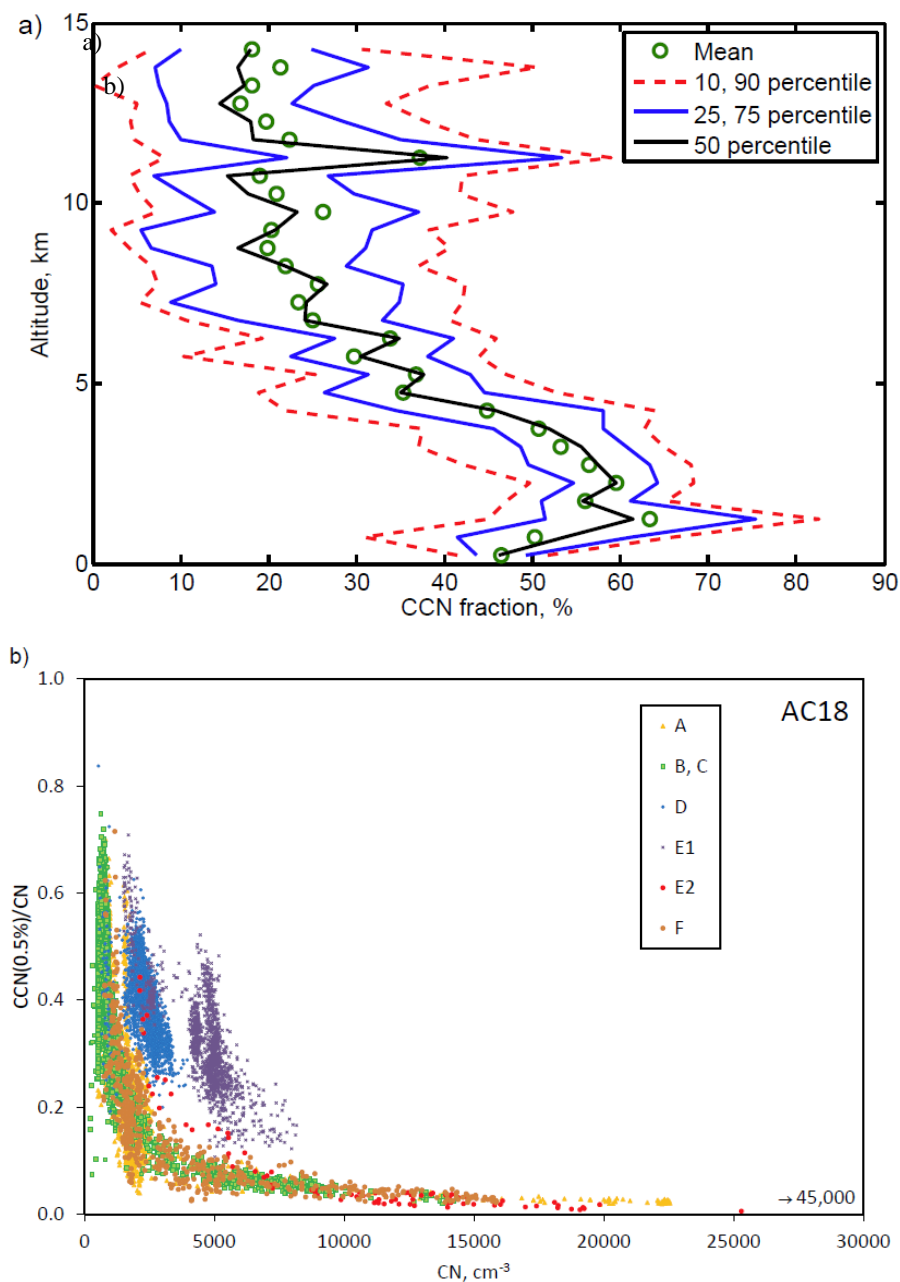 a)
a)
b)
15
10
5
0
Altitude, km
Mean
10, 90 percentile
25, 75 percentile
50 percentile
0 10 20 30 40 50 60 70 80 90
CCN fraction, %
b)
1.0
0.8
0.6
0.4
0.2
0.0
CCN(0.5%)/CN
AC18
A
B, C
D
E1
E2
F
→45,000
0 5000 10000 15000 20000 25000 30000
CN, cm⁻³